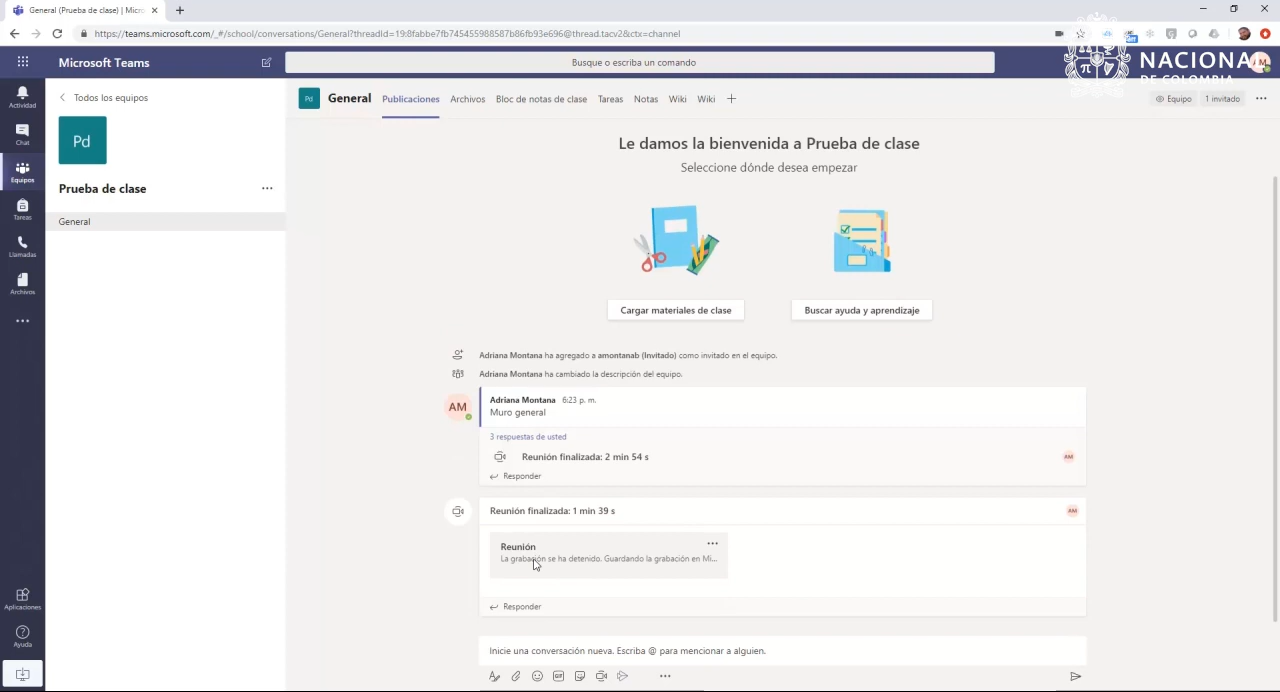 General (Prueba de clase) | Micro
https://teams.microsoft.com/_#/school/conversations/General?threadId=19:8fabbe7fb745455988587b86fb93e696@thread.tacv2&ctx=channel
Microsoft Teams
Busque o escriba un comando
NACIONA
DE COLOMBIA
Actividad
Chat
Equipos
Tareas
Llamadas
Archivos
Aplicaciones
Ayuda
Todos los equipos
Pd
Prueba de clase
General
Pd
General
Publicaciones
Archivos
Bloc de notas de clase
Tareas
Notas
Wiki
Wiki
Equipo
1 invitado
Le damos la bienvenida a Prueba de clase
Seleccione dónde desea empezar
Cargar materiales de clase
Buscar ayuda y aprendizaje
Adriana Montana ha agregado a amontanab (Invitado) como invitado en el equipo.
Adriana Montana ha cambiado la descripción del equipo.
AM
Adriana Montana 6:23 p. m.
Muro general
3 respuestas de usted
Reunión finalizada: 2 min 54 s
AM
Responder
Reunión finalizada: 1 min 39 s
AM
Reunión
La grabación se ha detenido. Guardando la grabación en Mi...
Responder
Inicie una conversación nueva. Escriba @ para mencionar a alguien.
GIF